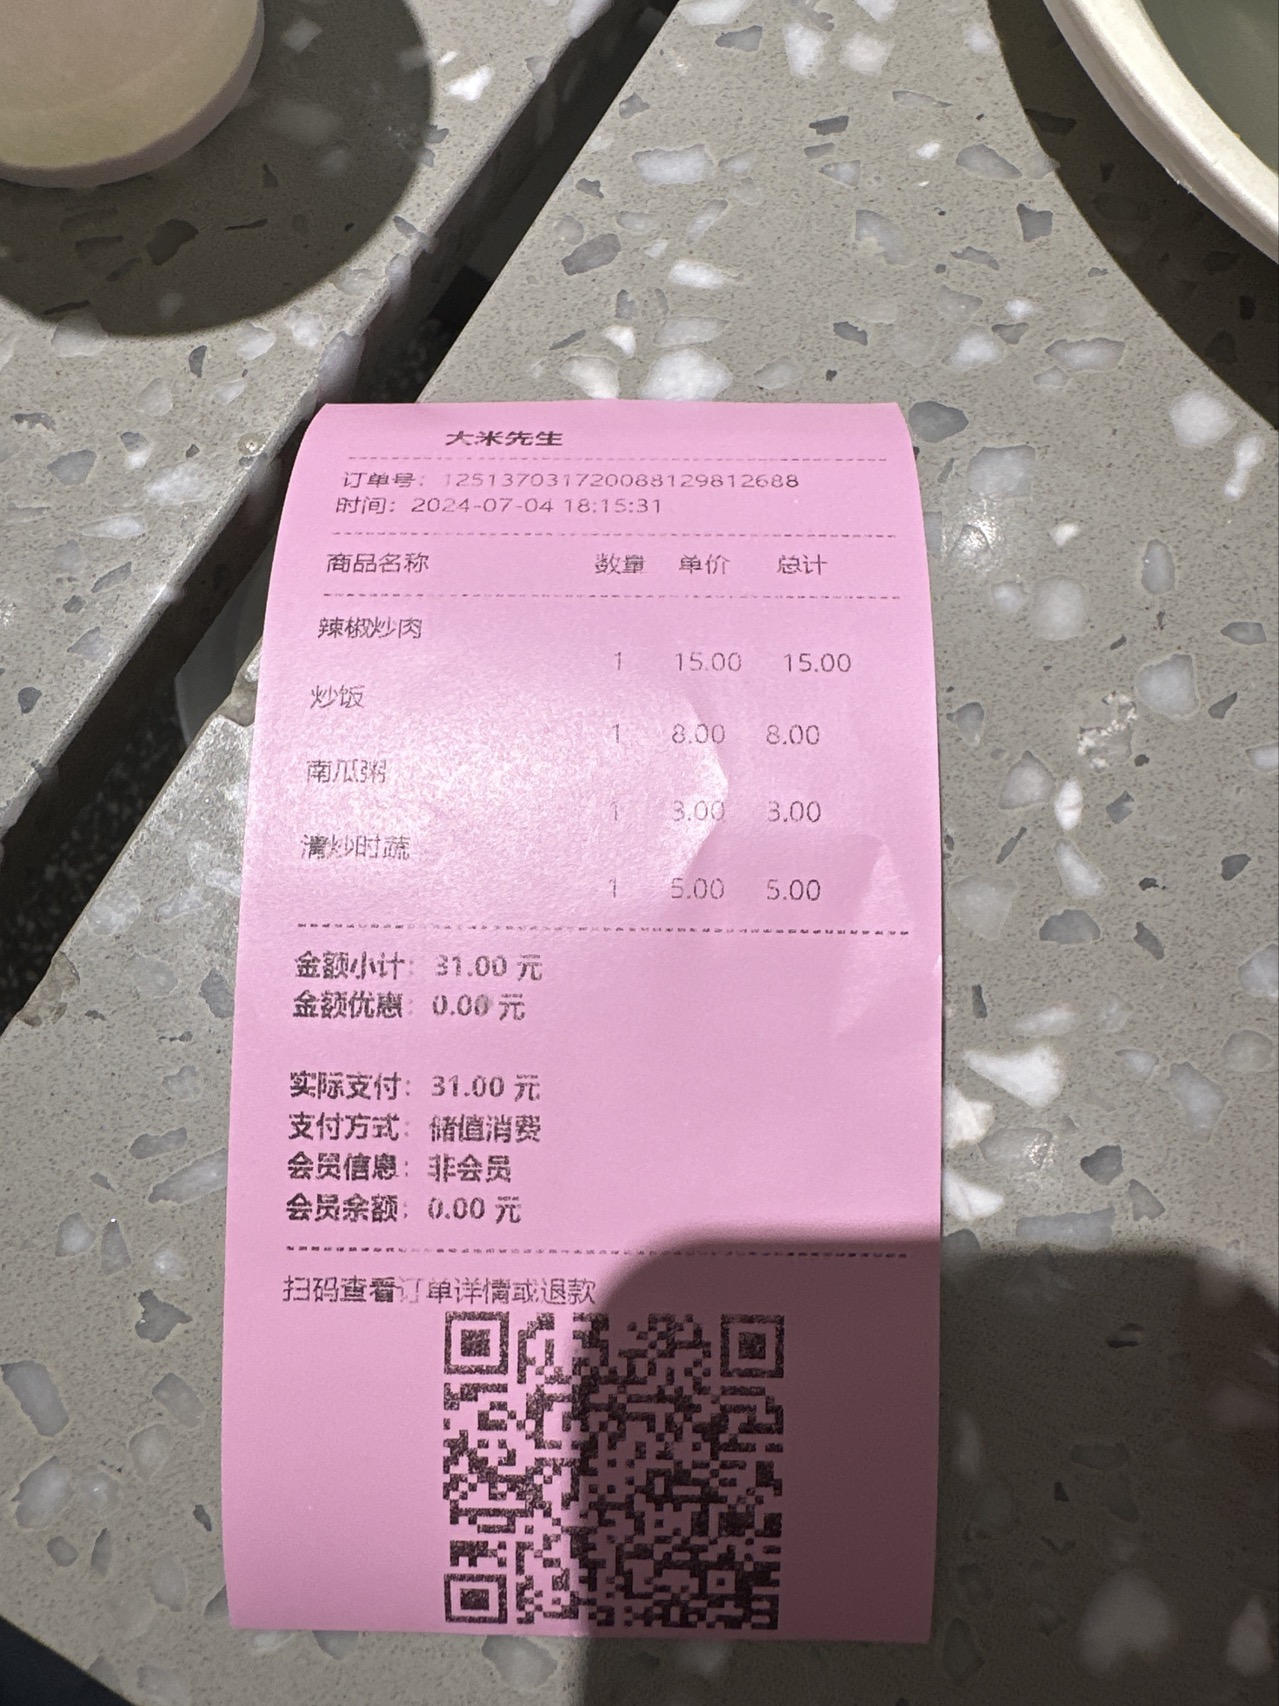 大米先生
订单号：1251370317200881298​12688
时间：2024-07-04 18:15:31
商品名称 数量 单价 总计
辣椒炒肉
1 15.00 15.00
炒饭
1 8.00 8.00
南瓜粥
1 3.00 3.00
清炒时蔬
1 5.00 5.00
金额小计：31.00 元
金额优惠：0.00 元
实际支付：31.00 元
支付方式：储值消费
会员信息：非会员
会员余额：0.00 元
扫码查看订单详情或退款